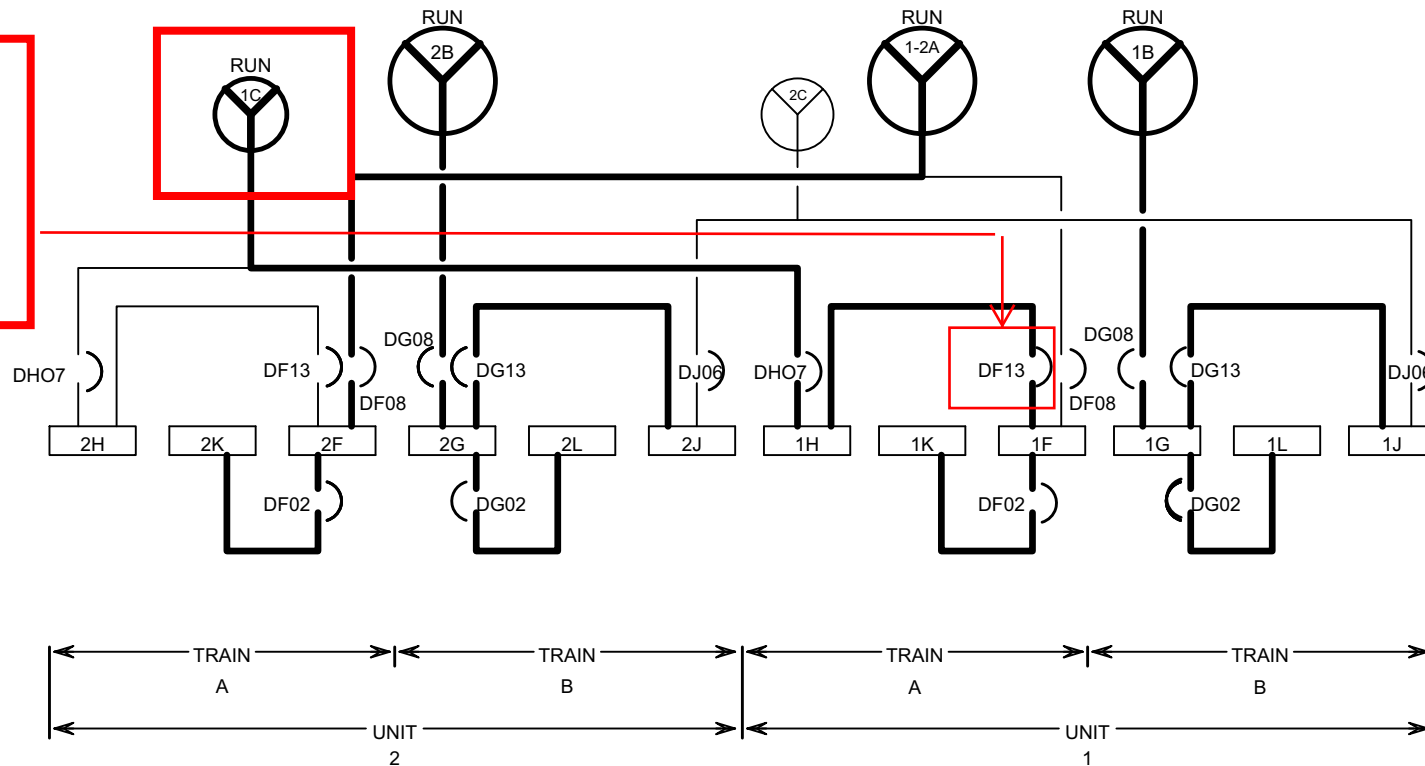 RUN
2B
RUN
1-2A
RUN
1B
RUN
1C
2C
DHO7
DF13
DF08
DG08
DG13
DJ06
DHO7
DF13
DF08
DG08
DG13
DJ06
2H
2K
2F
2G
2L
2J
1H
1K
1F
1G
1L
1J
DF02
DG02
DF02
DG02
TRAIN
A
TRAIN
B
TRAIN
A
TRAIN
B
UNIT
2
UNIT
1